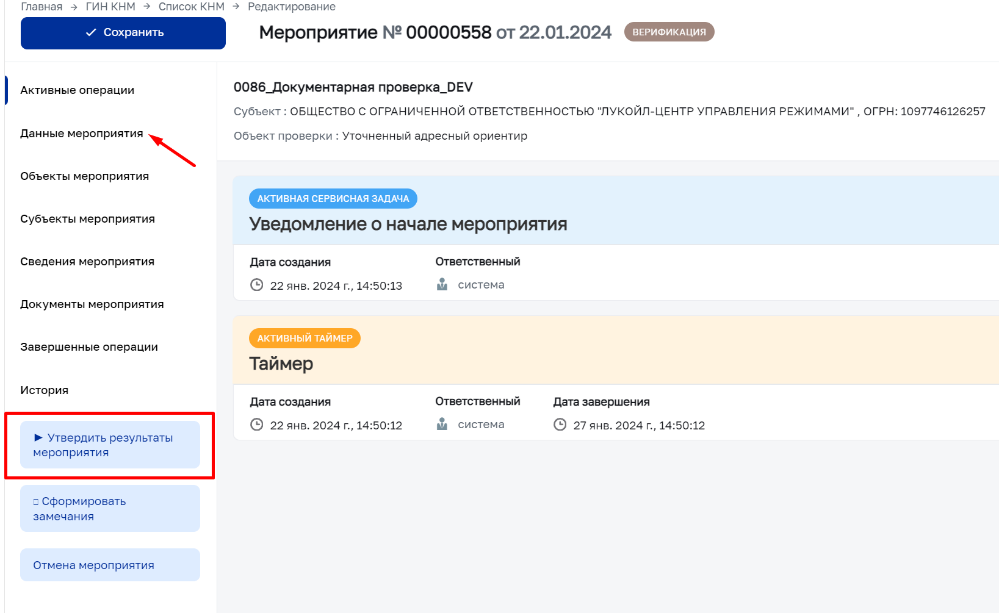 Главная → ГИН КНМ → Список КНМ → Редактирование
✓ Сохранить
Мероприятие № 00000558 от 22.01.2024 ВЕРИФИКАЦИЯ
Активные операции
Данные мероприятия
Объекты мероприятия
Субъекты мероприятия
Сведения мероприятия
Документы мероприятия
Завершенные операции
История
► Утвердить результаты
мероприятия
Сформировать
замечания
Отмена мероприятия
0086_Документарная проверка_DEV
Субъект : ОБЩЕСТВО С ОГРАНИЧЕННОЙ ОТВЕТСТВЕННОСТЬЮ "ЛУКОЙЛ-ЦЕНТР УПРАВЛЕНИЯ РЕЖИМАМИ" , ОГРН: 1097746126257
Объект проверки : Уточненный адресный ориентир
АКТИВНАЯ СЕРВИСНАЯ ЗАДАЧА
Уведомление о начале мероприятия
Дата создания Ответственный
22 янв. 2024 г., 14:50:13 система
АКТИВНЫЙ ТАЙМЕР
Таймер
Дата создания Ответственный Дата завершения
22 янв. 2024 г., 14:50:12 система 27 янв. 2024 г., 14:50:12